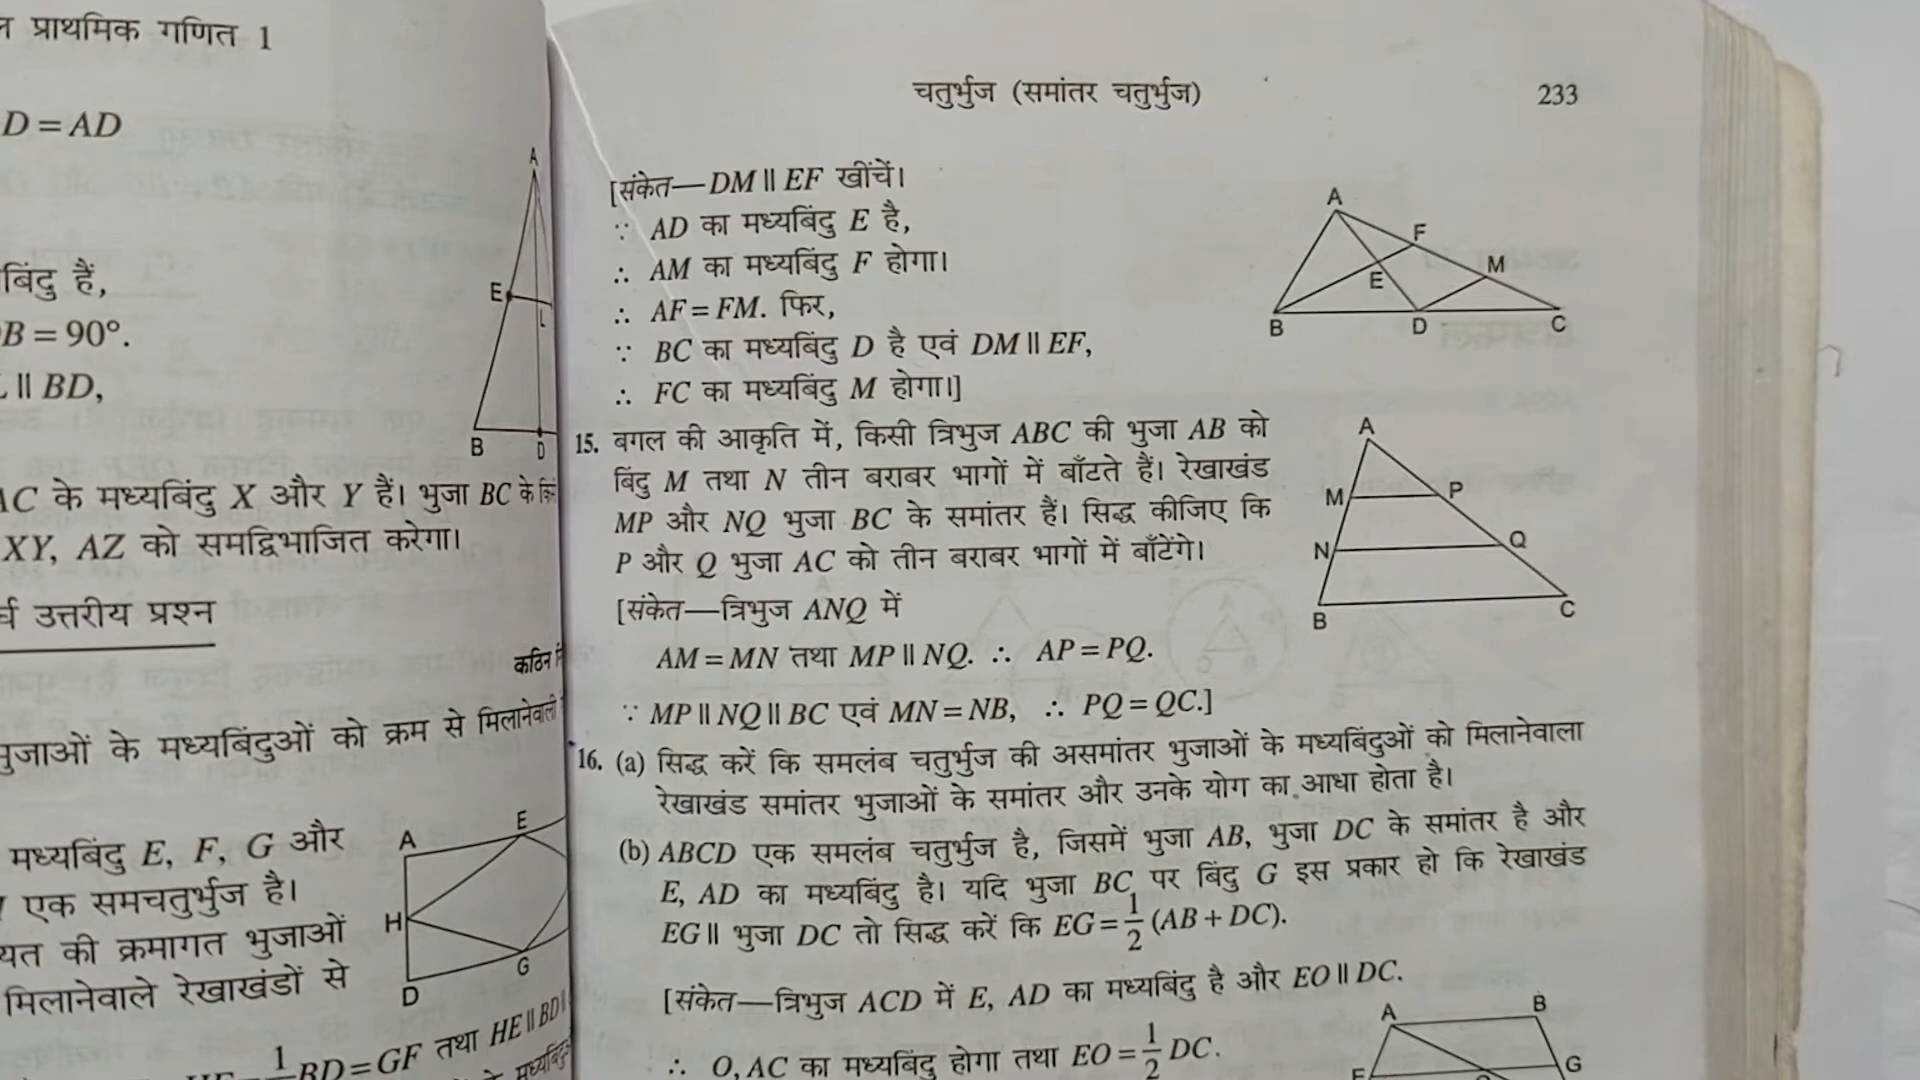 प्राथमिक गणित 1
D = AD
A
E
L
B
D
बिंदु हैं,
B = 90°.
|| BD,
AC के मध्यबिंदु X और Y हैं। भुजा BC के
XY, AZ को समद्विभाजित करेगा।
उत्तरीय प्रश्न
कठिन
भुजाओं के मध्यबिंदुओं को क्रम से मिलानेवाली
मध्यबिंदु E, F, G और
एक समचतुर्भुज है।
की क्रमागत भुजाओं
मिलानेवाले रेखाखंडों से
A
E
H
G
D
1 BD = GF तथा HE || BD
चतुर्भुज (समांतर चतुर्भुज)
233
[संकेत—DM || EF खींचें।
∵ AD का मध्यबिंदु E है,
∴ AM का मध्यबिंदु F होगा।
∴ AF = FM. फिर,
∵ BC का मध्यबिंदु D है एवं DM || EF,
∴ FC का मध्यबिंदु M होगा।]
A
F
M
E
B
D
C
15. बगल की आकृति में, किसी त्रिभुज ABC की भुजा AB को
बिंदु M तथा N तीन बराबर भागों में बाँटते हैं। रेखाखंड
MP और NQ भुजा BC के समांतर हैं। सिद्ध कीजिए कि
P और Q भुजा AC को तीन बराबर भागों में बाँटेंगे।
[संकेत—त्रिभुज ANQ में
AM = MN तथा MP || NQ. ∴ AP = PQ.
∵ MP || NQ || BC एवं MN = NB, ∴ PQ = QC.]
A
M
P
N
Q
B
C
16. (a) सिद्ध करें कि समलंब चतुर्भुज की असमांतर भुजाओं के मध्यबिंदुओं को मिलानेवाला
रेखाखंड समांतर भुजाओं के समांतर और उनके योग का आधा होता है।
(b) ABCD एक समलंब चतुर्भुज है, जिसमें भुजा AB, भुजा DC के समांतर है और
E, AD का मध्यबिंदु है। यदि भुजा BC पर बिंदु G इस प्रकार हो कि रेखाखंड
EG || भुजा DC तो सिद्ध करें कि EG = 1/2 (AB + DC).
[संकेत—त्रिभुज ACD में E, AD का मध्यबिंदु है और EO || DC.
∴ O, AC का मध्यबिंदु होगा तथा EO = 1/2 DC.
A
B
G